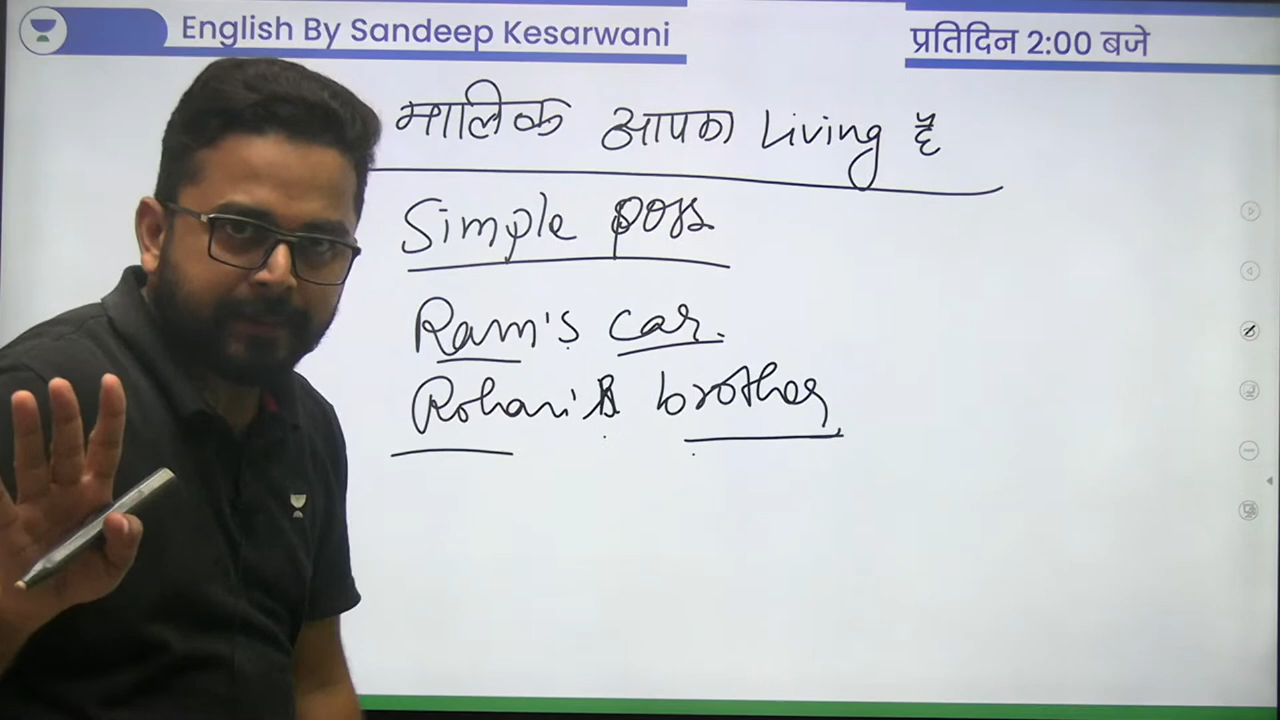 English By Sandeep Kesarwani
प्रतिदिन 2:00 बजे
मालिक आपका Living है
Simple poss
Ram's car.
Rohan's brother